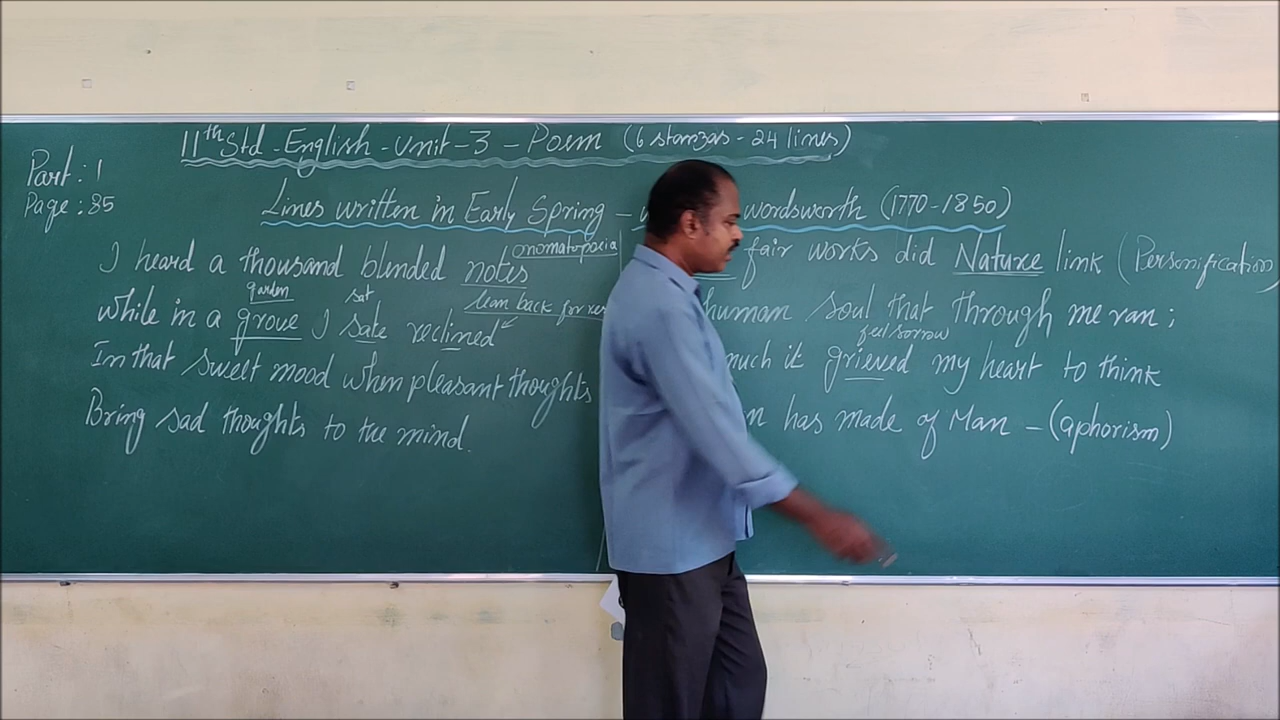 11th Std - English - Unit - 3 - Poem (6 stanzas - 24 lines)
Part : 1
Page : 85
Lines written in Early Spring - wordsworth (1770 - 1850)
onomatopoeia
I heard a thousand blended notes
garden sat lean back for
while in a grove I sate reclined
In that sweet mood when pleasant thoughts
Bring sad thoughts to the mind.
fair works did Nature link (Personification)
human soul that through me ran ;
feel sorrow
much it grieved my heart to think
has made of Man - (aphorism)